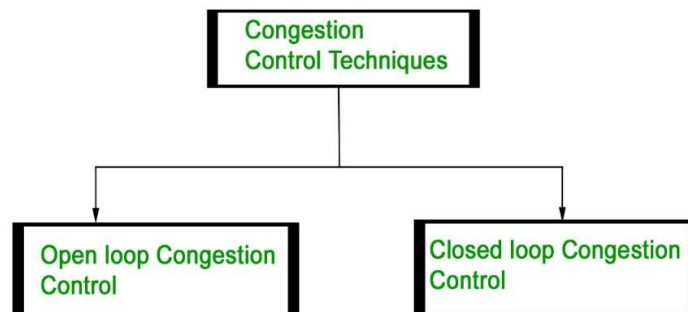 Congestion
Control Techniques
Open loop Congestion
Control
Closed loop Congestion
Control